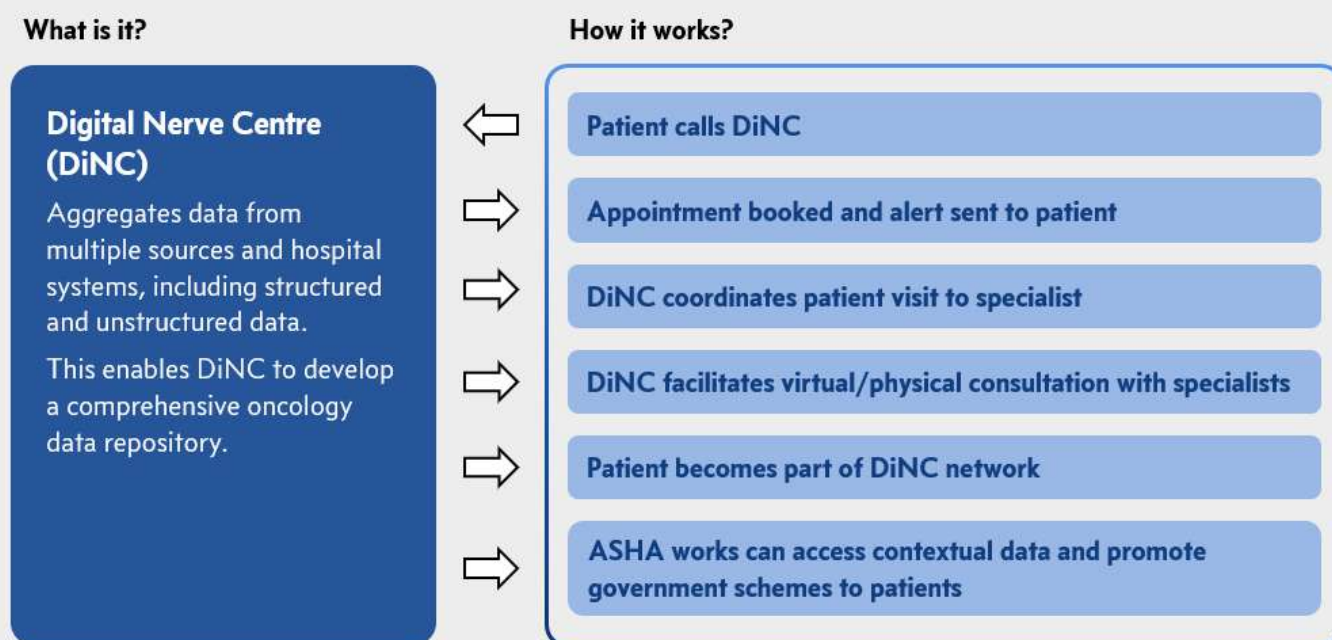 What is it?
Digital Nerve Centre
(DiNC)
Aggregates data from
multiple sources and hospital
systems, including structured
and unstructured data.
This enables DiNC to develop
a comprehensive oncology
data repository.
How it works?
Patient calls DiNC
Appointment booked and alert sent to patient
DiNC coordinates patient visit to specialist
DiNC facilitates virtual/physical consultation with specialists
Patient becomes part of DiNC network
ASHA works can access contextual data and promote
government schemes to patients